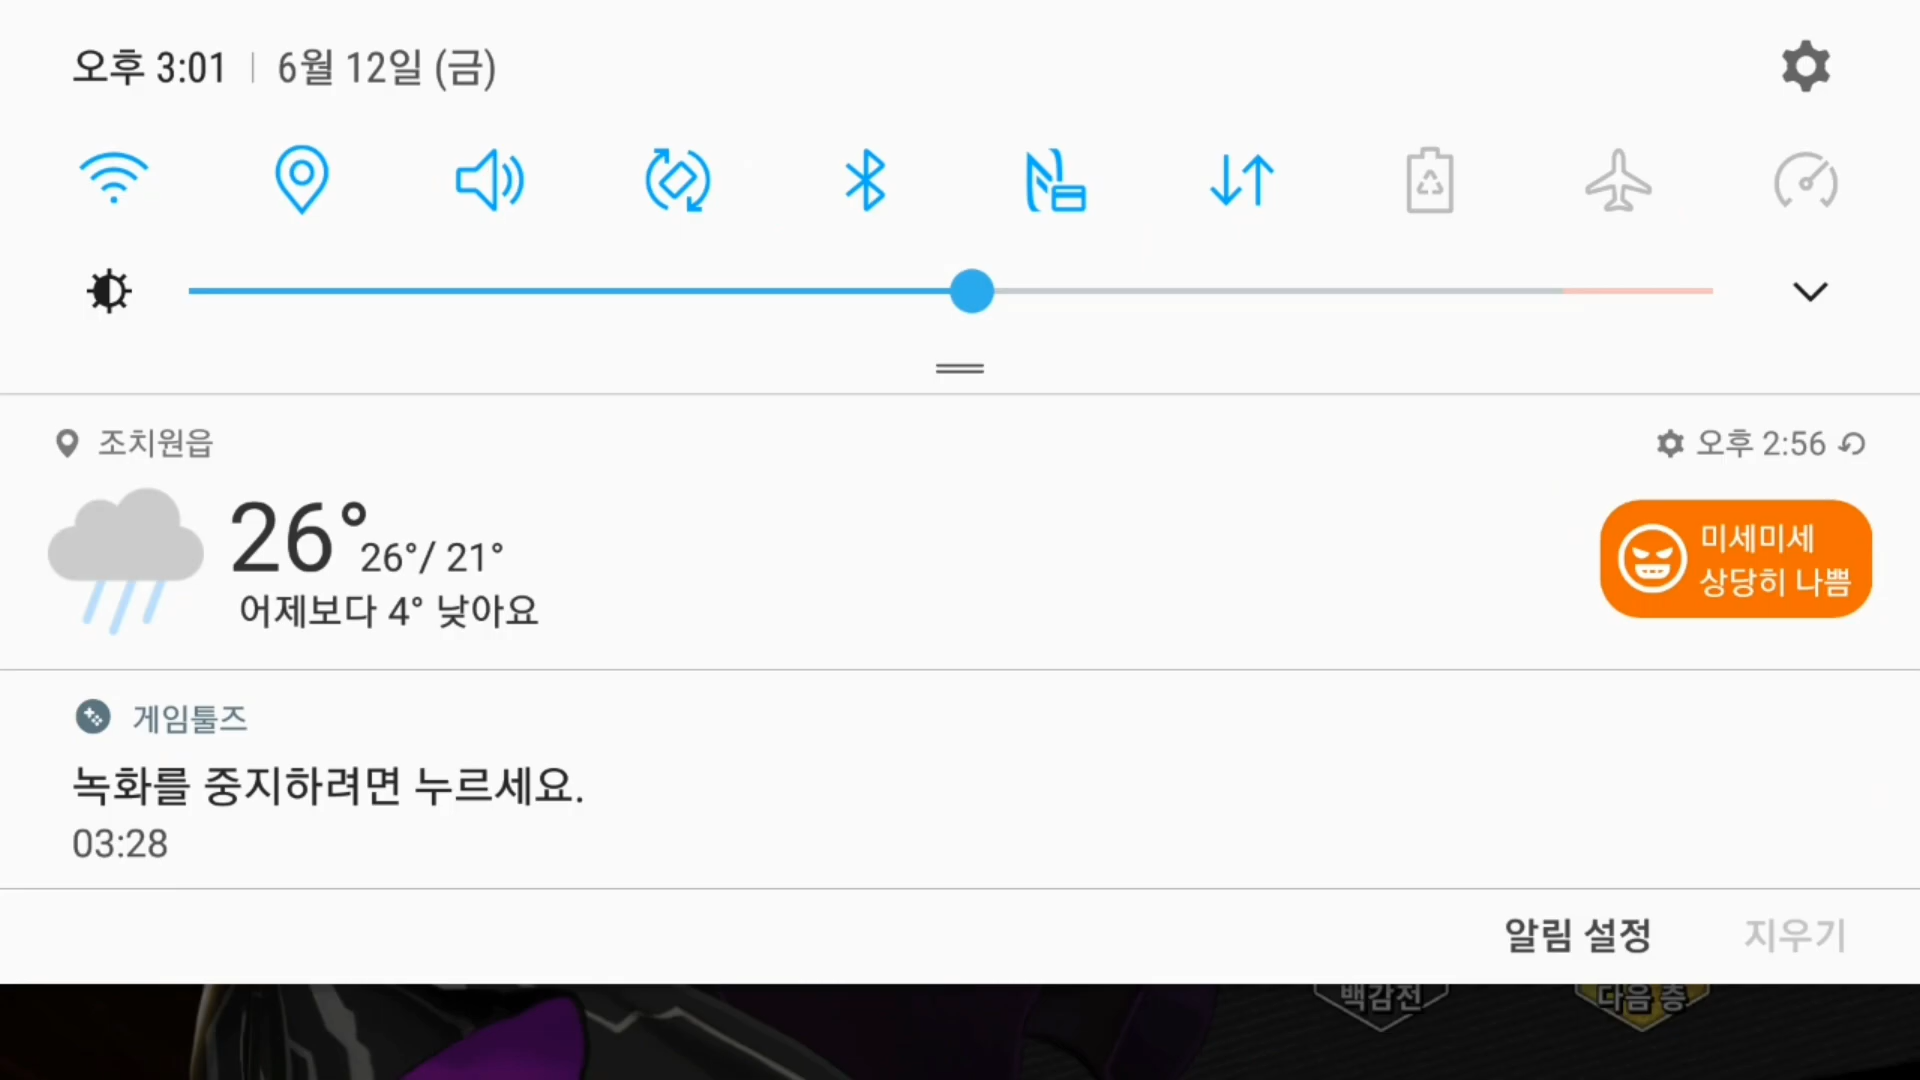 오후 3:01 | 6월 12일 (금)
조치원읍
오후 2:56
26°
26°/ 21°
어제보다 4° 낮아요
미세미세
상당히 나쁨
게임툴즈
녹화를 중지하려면 누르세요.
03:28
알림 설정
지우기
백감전
다음 층